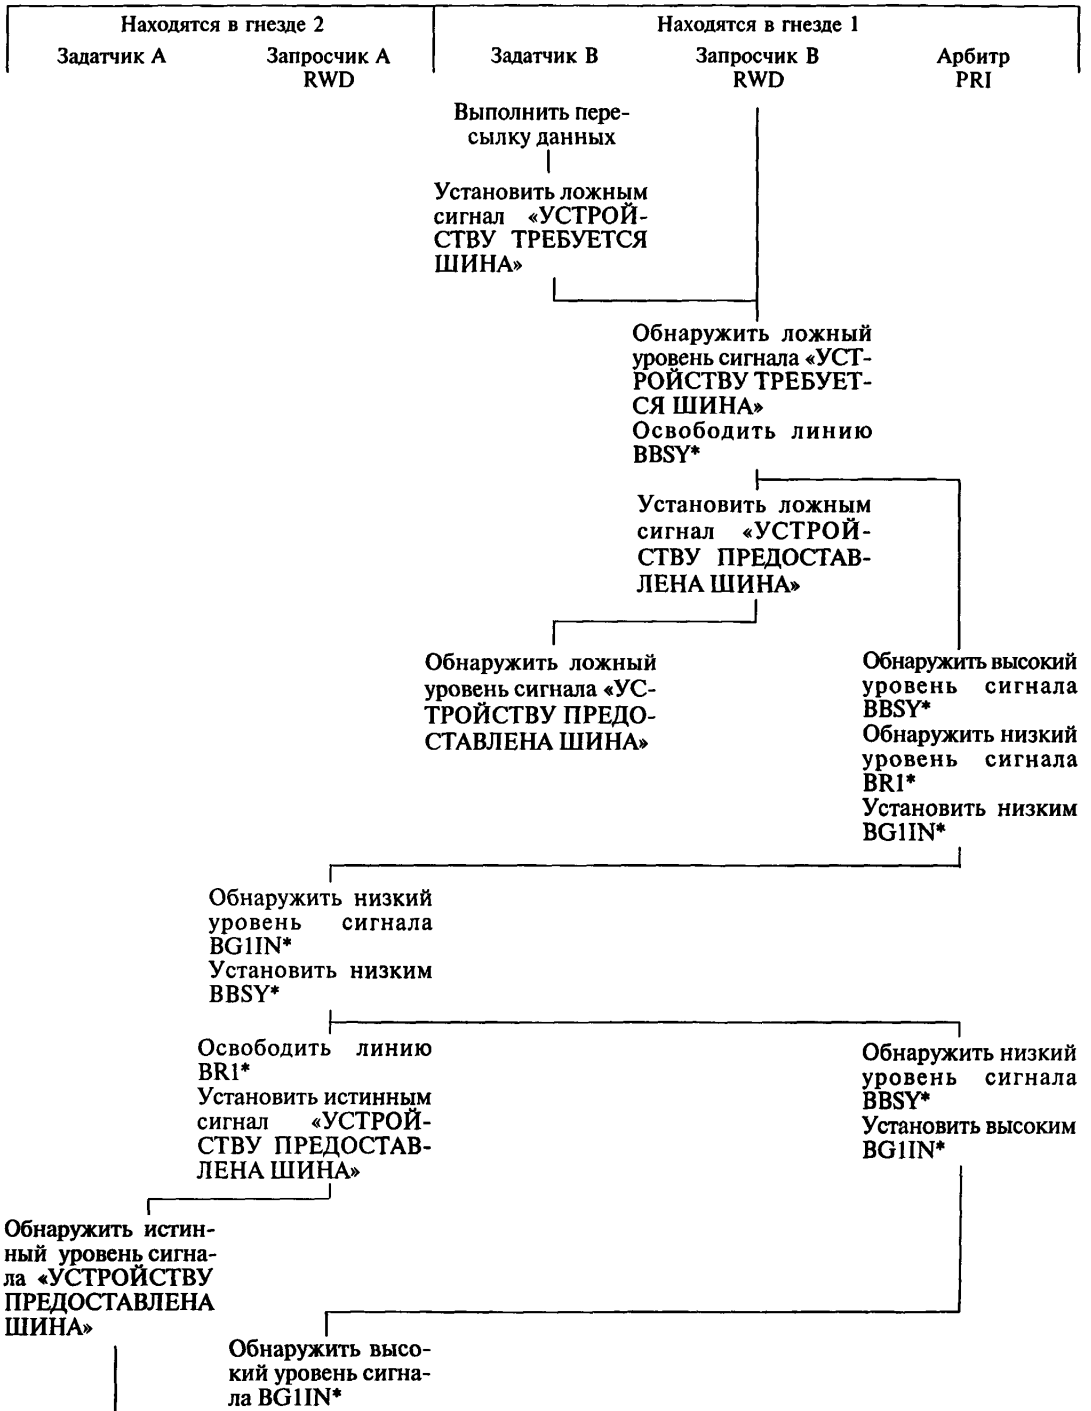 Находятся в гнезде 2
Находятся в гнезде 1
Задатчик А
Запросчик А
RWD
Задатчик В
Запросчик В
RWD
Арбитр
PRI
Выполнить пере-
сылку данных
Установить ложным
сигнал «УСТРОЙ-
СТВУ ТРЕБУЕТСЯ
ШИНА»
Обнаружить ложный
уровень сигнала «УСТ-
РОЙСТВУ ТРЕБУЕТ-
СЯ ШИНА»
Освободить линию
BBSY*
Установить ложным
сигнал «УСТРОЙ-
СТВУ ПРЕДОСТАВ-
ЛЕНА ШИНА»
Обнаружить ложный
уровень сигнала «УС-
ТРОЙСТВУ ПРЕДО-
СТАВЛЕНА ШИНА»
Обнаружить высокий
уровень сигнала
BBSY*
Обнаружить низкий
уровень сигнала
BR1*
Установить низким
BG1IN*
Обнаружить низкий
уровень сигнала
BG1IN*
Установить низким
BBSY*
Освободить линию
BR1*
Установить истинным
сигнал «УСТРОЙ-
СТВУ ПРЕДОСТАВ-
ЛЕНА ШИНА»
Обнаружить низкий
уровень сигнала
BBSY*
Установить высоким
BG1IN*
Обнаружить истин-
ный уровень сигна-
ла «УСТРОЙСТВУ
ПРЕДОСТАВЛЕНА
ШИНА»
Обнаружить высо-
кий уровень сигна-
ла BG1IN*